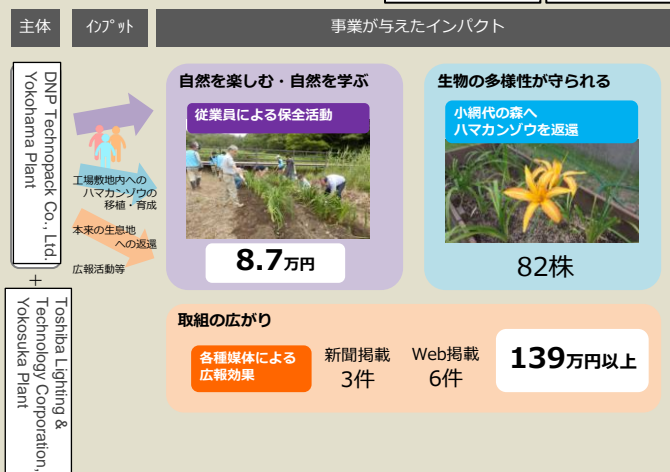 主体
インプット
事業が与えたインパクト
DNP Technopack Co., Ltd.
Yokohama Plant
+
Toshiba Lighting &
Technology Corporation,
Yokosuka Plant
工場敷地内への
ハマカンゾウの
移植・育成
本来の生息地
への返還
広報活動等
自然を楽しむ・自然を学ぶ
従業員による保全活動
8.7万円
生物の多様性が守られる
小網代の森へ
ハマカンゾウを返還
82株
取組の広がり
各種媒体による
広報効果
新聞掲載
3件
Web掲載
6件
139万円以上